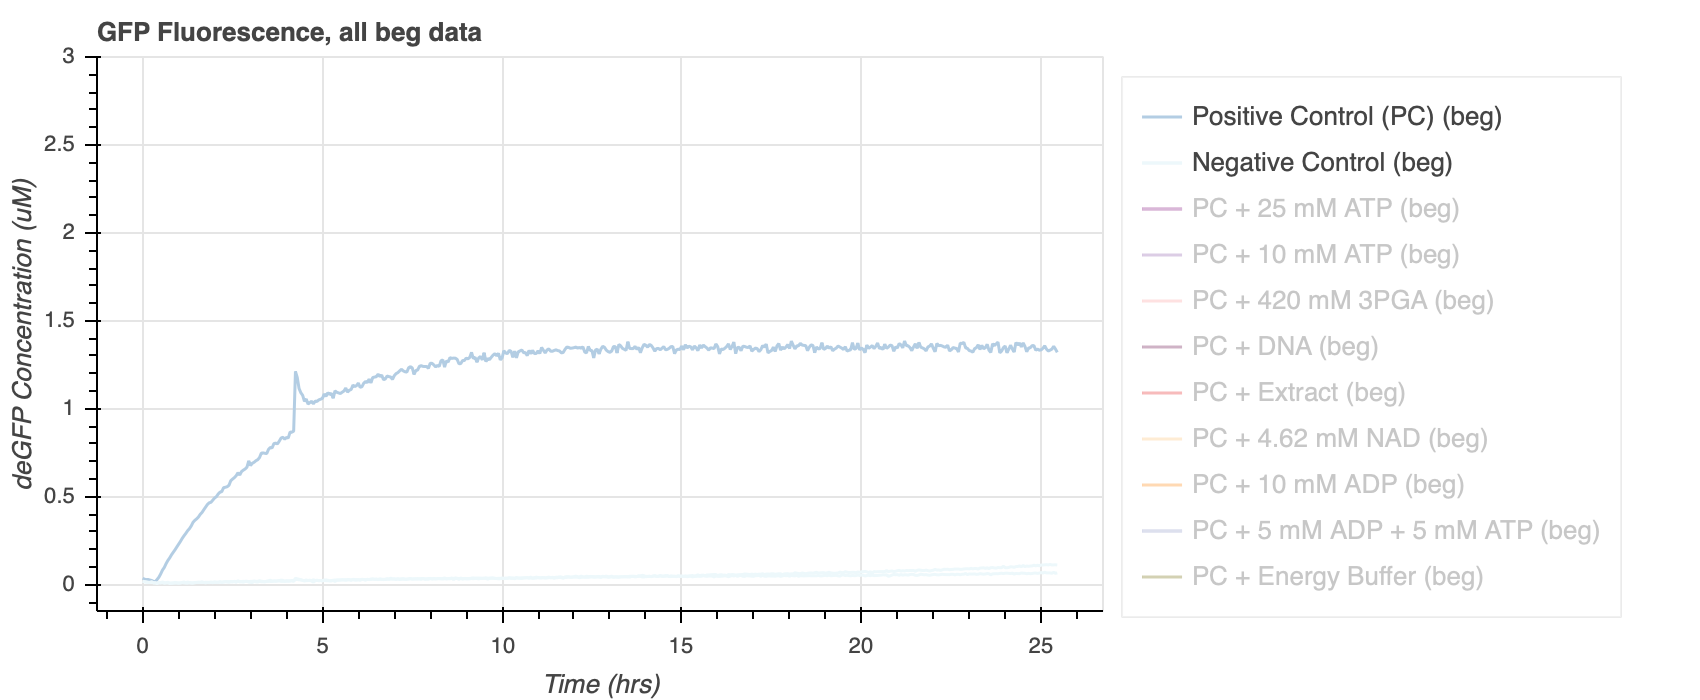 GFP Fluorescence, all beg data
3
2.5
2
1.5
1
0.5
0
deGFP Concentration (uM)
0 5 10 15 20 25
Time (hrs)
Positive Control (PC) (beg)
Negative Control (beg)
PC + 25 mM ATP (beg)
PC + 10 mM ATP (beg)
PC + 420 mM 3PGA (beg)
PC + DNA (beg)
PC + Extract (beg)
PC + 4.62 mM NAD (beg)
PC + 10 mM ADP (beg)
PC + 5 mM ADP + 5 mM ATP (beg)
PC + Energy Buffer (beg)